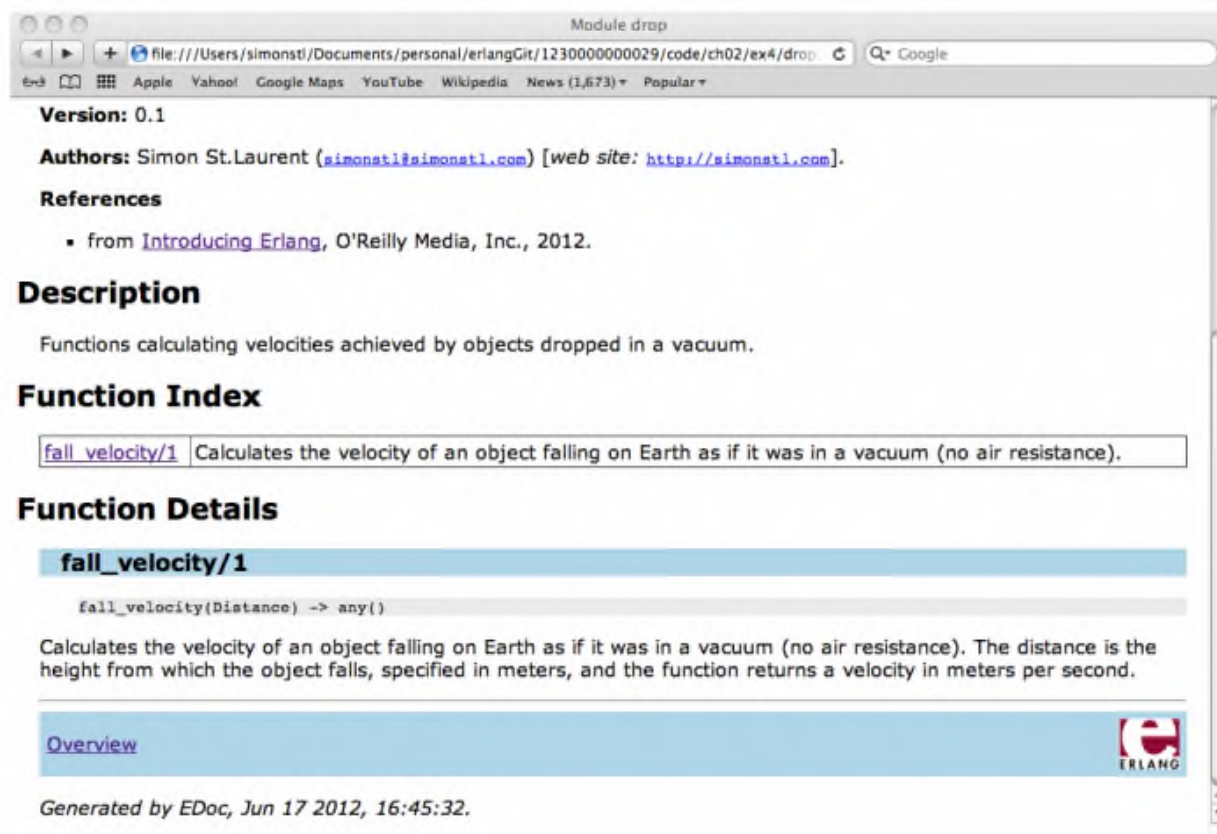 Module drop
file:///Users/simonstl/Documents/personal/erlangGit/1230000000029/code/ch02/ex4/drop.
Google
Apple Yahoo! Google Maps YouTube Wikipedia News (1,673) Popular
Version: 0.1
Authors: Simon St.Laurent (simonstl@simonstl.com) [web site: http://simonstl.com].
References
▪ from Introducing Erlang, O'Reilly Media, Inc., 2012.
Description
Functions calculating velocities achieved by objects dropped in a vacuum.
Function Index
fall_velocity/1 Calculates the velocity of an object falling on Earth as if it was in a vacuum (no air resistance).
Function Details
fall_velocity/1
fall_velocity(Distance) -> any()
Calculates the velocity of an object falling on Earth as if it was in a vacuum (no air resistance). The distance is the
height from which the object falls, specified in meters, and the function returns a velocity in meters per second.
Overview
e
ERLANG
Generated by EDoc, Jun 17 2012, 16:45:32.